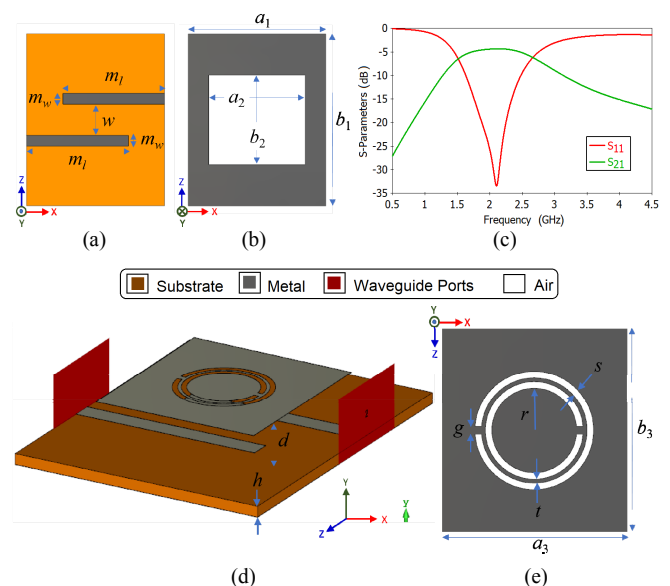 m_l
m_w
w
m_w
m_l
Z
Y
X
(a)
a_1
a_2
b_2
b_1
Z
Y
X
(b)
S-Parameters (dB)
0
-5
-10
-15
-20
-25
-30
-35
S_11
S_21
0.5 1 1.5 2 2.5 3 3.5 4 4.5
Frequency (GHz)
(c)
Substrate Metal Waveguide Ports Air
1
d
h
Y
X
Z
y
(d)
Y
X
Z
s
r
g
t
b_3
a_3
(e)